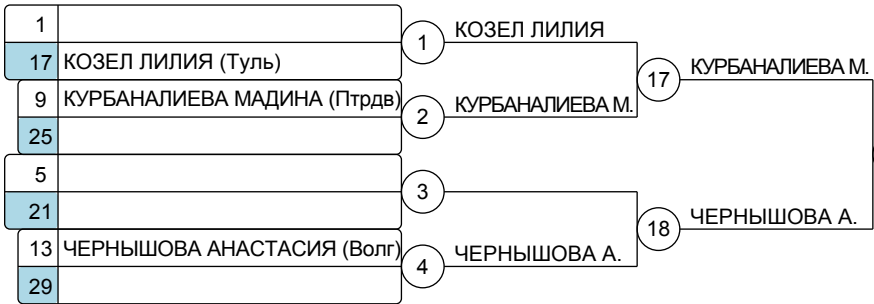 1
17 КОЗЕЛ ЛИЛИЯ (Туль)
1 КОЗЕЛ ЛИЛИЯ
9 КУРБАНАЛИЕВА МАДИНА (Птрдв)
25
2 КУРБАНАЛИЕВА М.
17 КУРБАНАЛИЕВА М.
5
21
3
13 ЧЕРНЫШОВА АНАСТАСИЯ (Волг)
29
4 ЧЕРНЫШОВА А.
18 ЧЕРНЫШОВА А.